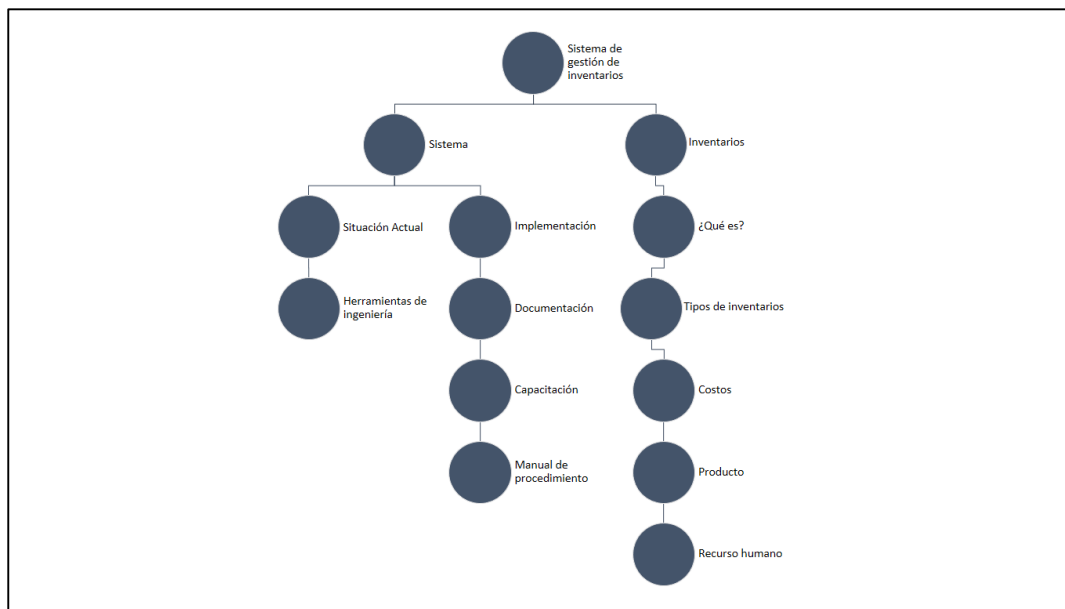 Sistema de
gestión de
inventarios
Sistema
Inventarios
Situación Actual
Implementación
¿Qué es?
Herramientas de
ingeniería
Documentación
Tipos de inventarios
Capacitación
Costos
Manual de
procedimiento
Producto
Recurso humano